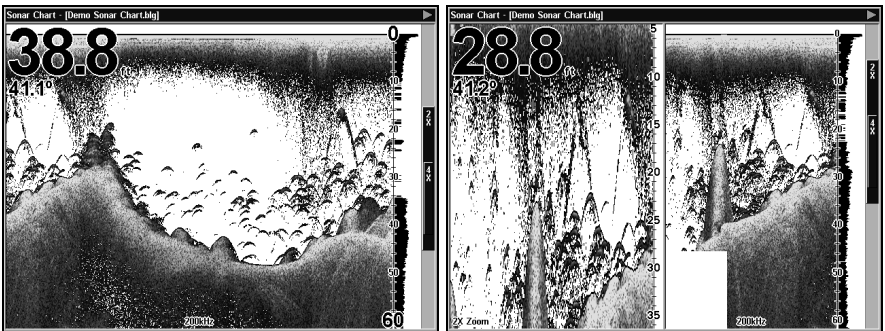 Sonar Chart - [Demo Sonar Chart.blg]
38.8 ft
41.1°
0
10
20
30
40
50
60
2X
4X
200kHz
Sonar Chart - [Demo Sonar Chart.blg]
28.8 ft
41.2°
5
10
15
20
25
30
35
2X Zoom
0
10
20
30
40
50
60
2X
4X
200kHz